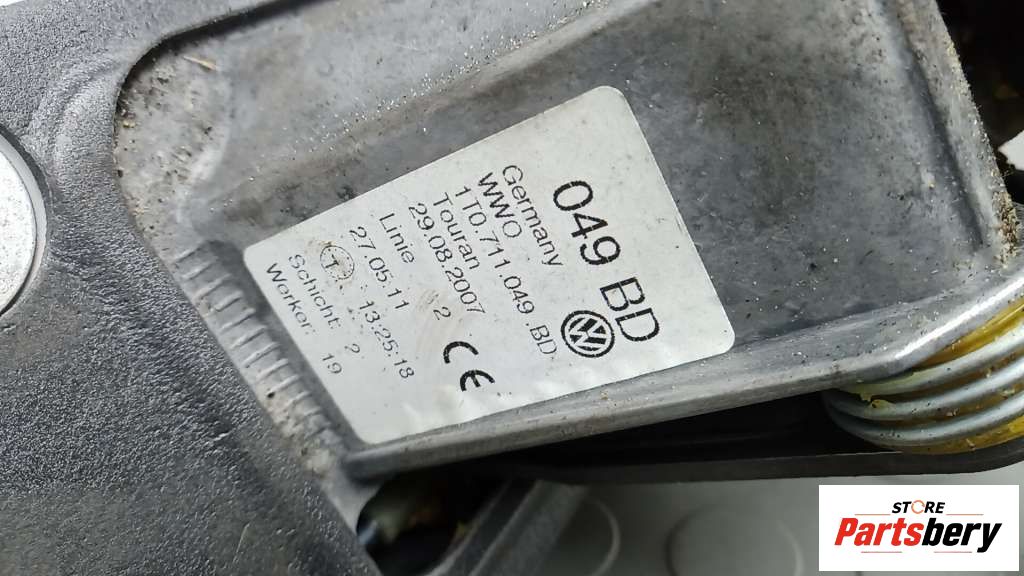 049 BD
Germany
WWO
1T0.711.049 .BD
Touran
29.08.2007
Linie 2
27.05.11 13:25:18
Schicht: 2
Werker: 19
CE
STORE
Partsbery